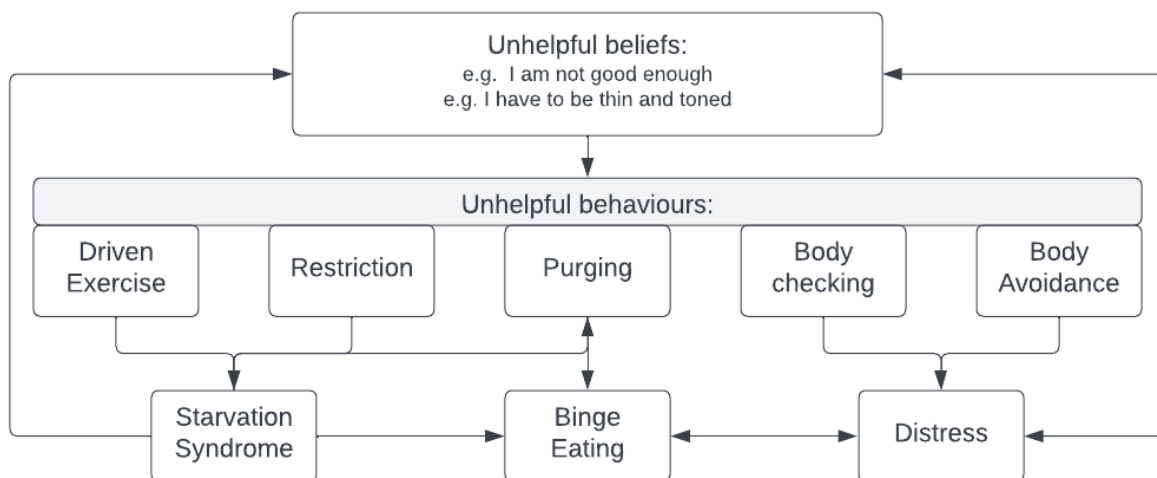 Unhelpful beliefs:
e.g. I am not good enough
e.g. I have to be thin and toned
Unhelpful behaviours:
Driven
Exercise
Restriction
Purging
Body
checking
Body
Avoidance
Starvation
Syndrome
Binge
Eating
Distress